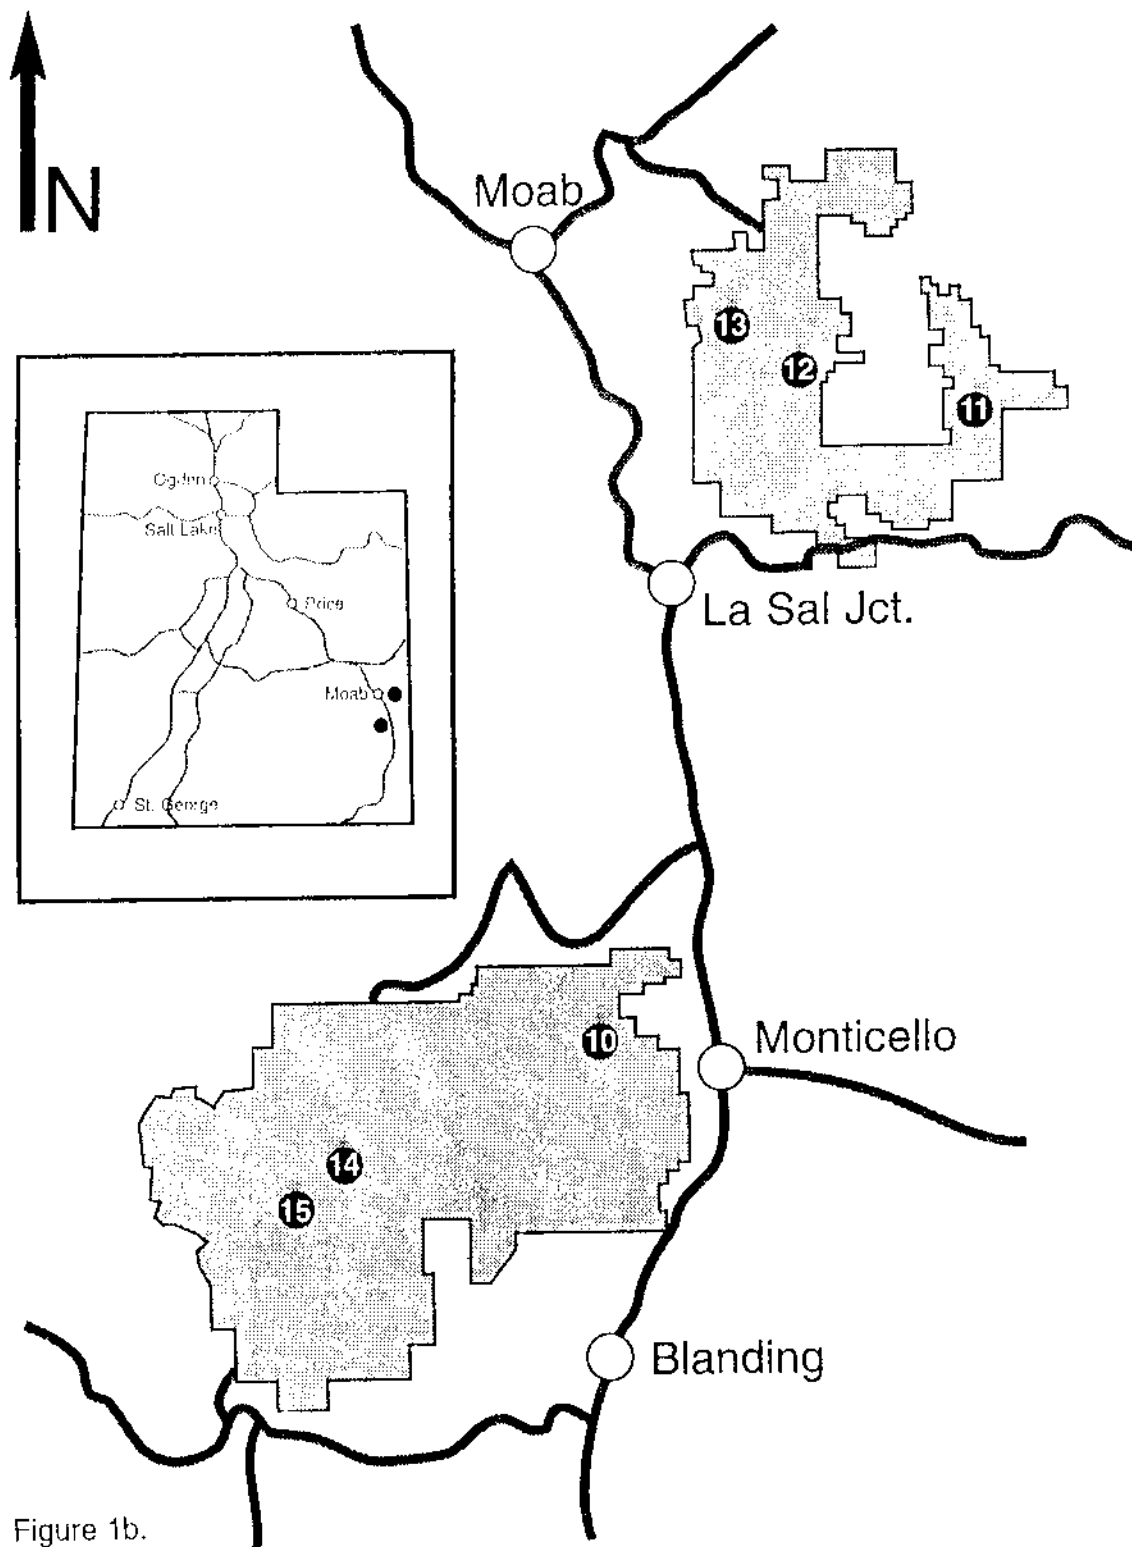 N
Moab
13
12
11
Ogden
Salt Lake
Price
La Sal Jct.
Moab
St. George
10
Monticello
14
15
Blanding
Figure 1b.